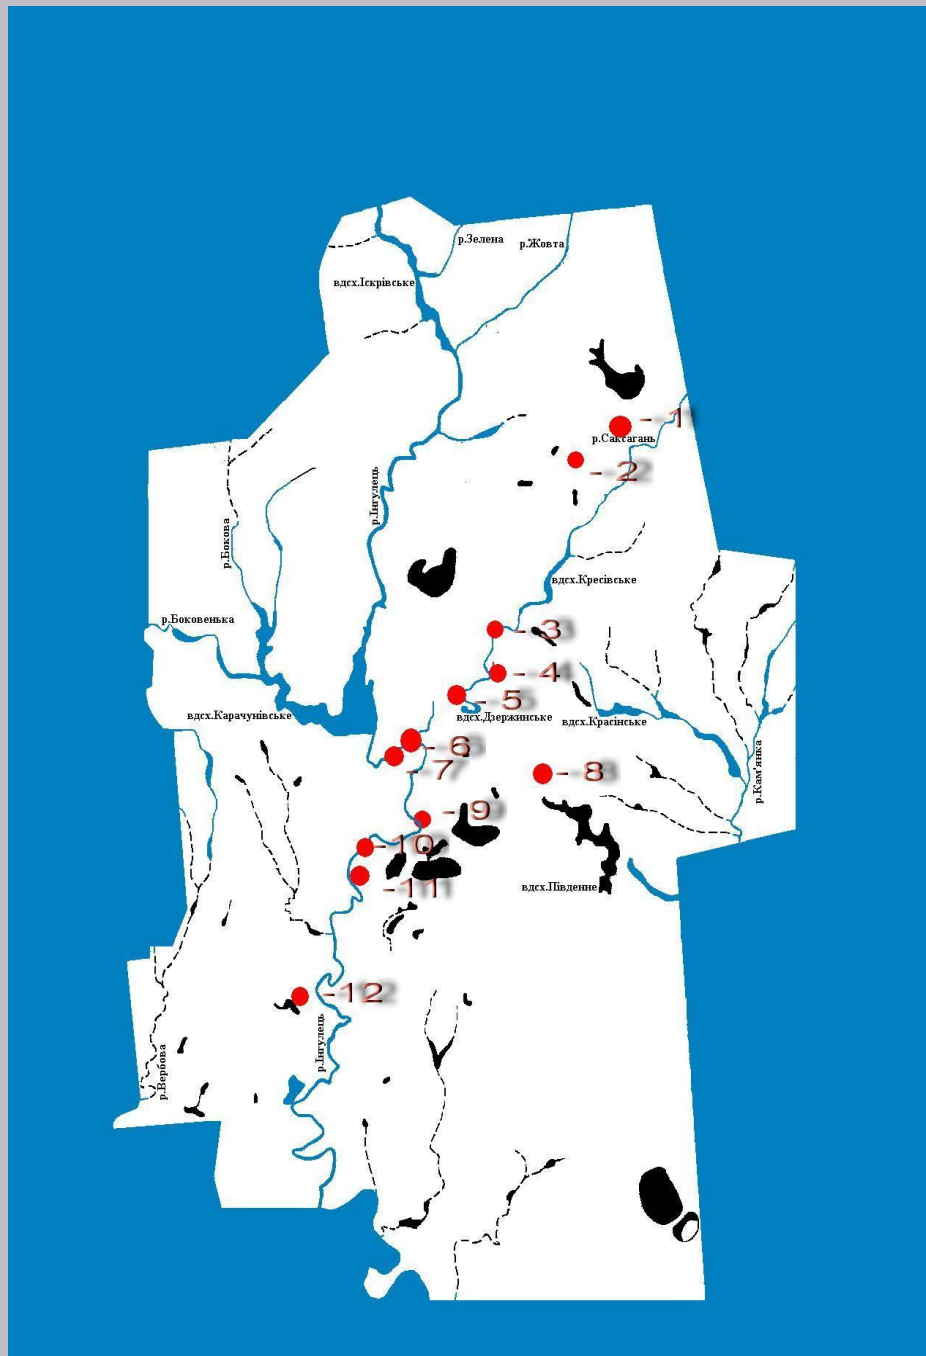 р.Зелена
р.Жовта
вдсх.Іскрівське
-1
р.Саксагань
-2
р.Інгулець
р.Бокова
вдсх.Кресівське
р.Боковенька
-3
-4
-5
вдсх.Карачунівське
вдсх.Дзержинське
вдсх.Красінське
-6
-7
-8
р.Кам'янка
-9
-10
-11
вдсх.Південне
-12
р.Інгулець
р.Вербова